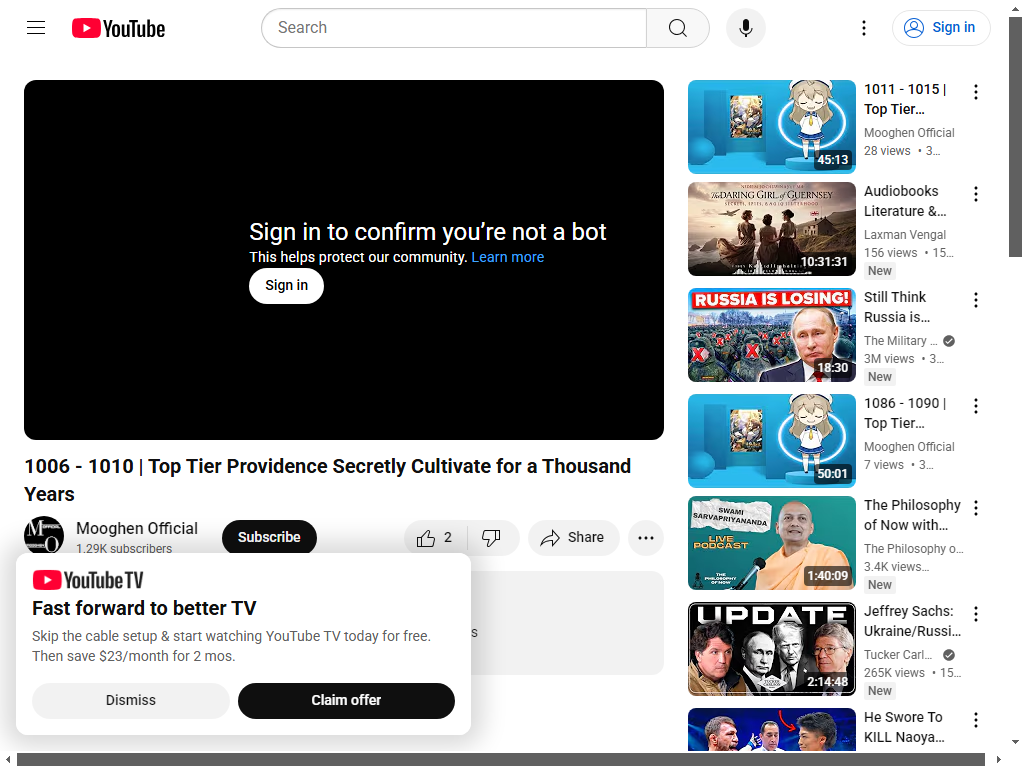 YouTube
Search
Sign in
Sign in to confirm you're not a bot
This helps protect our community. Learn more
Sign in
1006 - 1010 | Top Tier Providence Secretly Cultivate for a Thousand
Years
Mooghen Official
1.29K subscribers
Subscribe
2
Share
s
YouTube TV
Fast forward to better TV
Skip the cable setup & start watching YouTube TV today for free.
Then save $23/month for 2 mos.
Dismiss
Claim offer
45:13
1011 - 1015 |
Top Tier...
Mooghen Official
28 views • 3...
THE DARING GIRL of GUERNSEY
10:31:31
Audiobooks
Literature &...
Laxman Vengal
156 views • 15...
New
RUSSIA IS LOSING!
18:30
Still Think
Russia is...
The Military ...
3M views • 3...
New
50:01
1086 - 1090 |
Top Tier...
Mooghen Official
7 views • 3...
SWAMI
SARVAPRIYANANDA
LIVE
PODCAST
THE
PHILOSOPHY
OF NOW
1:40:09
The Philosophy
of Now with...
The Philosophy o...
3.4K views...
New
UPDATE
2:14:48
Jeffrey Sachs:
Ukraine/Russi...
Tucker Carl...
265K views • 15...
New
He Swore To
KILL Naoya...